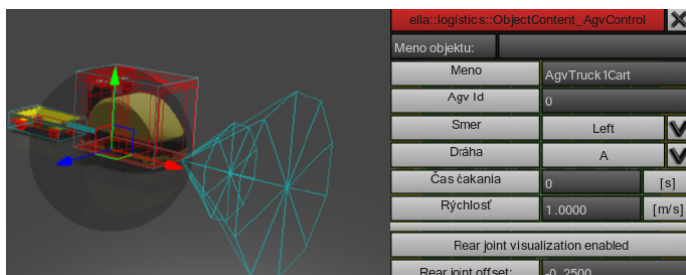 ella::logistics::ObjectContent_AgvControl
Meno objektu:
Meno AgvTruck1Cart
Agv Id 0
Smer Left
Dráha A
Čas čakania 0 [s]
Rýchlosť 1.0000 [m/s]
Rear joint visualization enabled
Rear joint offset: -0.2500